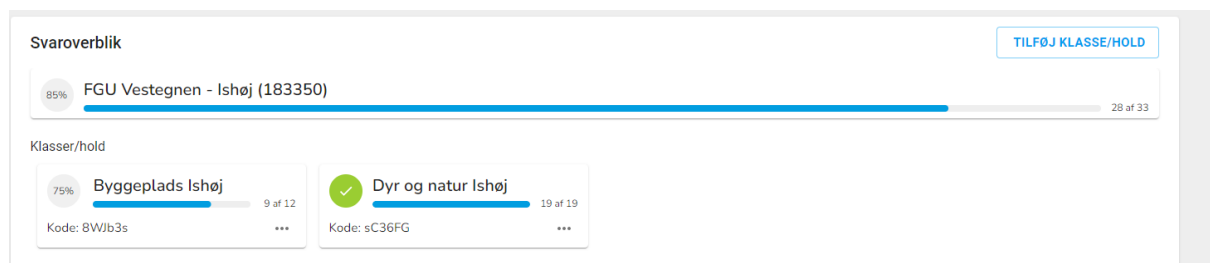 Svaroverblik
TILFØJ KLASSE/HOLD
85%
FGU Vestegnen - Ishøj (183350)
28 af 33
Klasser/hold
75%
Byggeplads Ishøj
9 af 12
Kode: 8WJb3s
Dyr og natur Ishøj
19 af 19
Kode: sC36FG